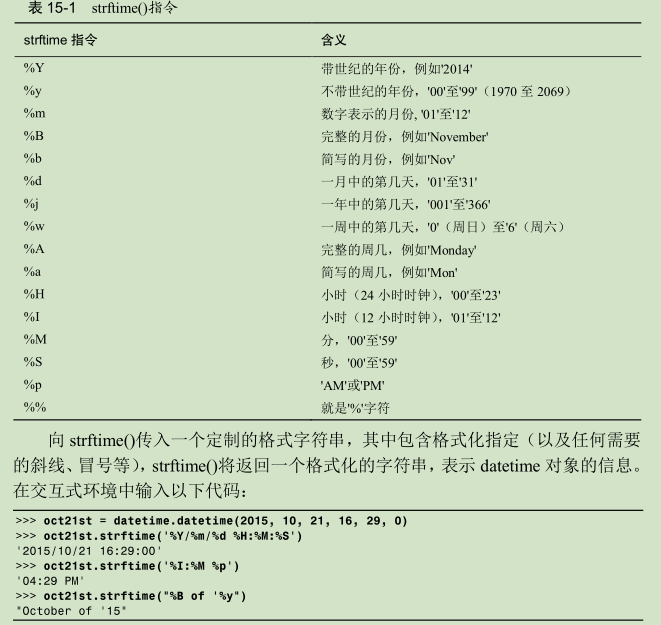 表 15-1 strftime()指令
strftime 指令 含义
%Y 带世纪的年份，例如'2014'
%y 不带世纪的年份，'00'至'99'（1970 至 2069）
%m 数字表示的月份, '01'至'12'
%B 完整的月份，例如'November'
%b 简写的月份，例如'Nov'
%d 一月中的第几天，'01'至'31'
%j 一年中的第几天，'001'至'366'
%w 一周中的第几天，'0'（周日）至'6'（周六）
%A 完整的周几，例如'Monday'
%a 简写的周几，例如'Mon'
%H 小时（24 小时时钟），'00'至'23'
%I 小时（12 小时时钟），'01'至'12'
%M 分，'00'至'59'
%S 秒，'00'至'59'
%p 'AM'或'PM'
%% 就是'%'字符
向 strftime()传入一个定制的格式字符串，其中包含格式化指定（以及任何需要
的斜线、冒号等），strftime()将返回一个格式化的字符串，表示 datetime 对象的信息。
在交互式环境中输入以下代码：
>>> oct21st = datetime.datetime(2015, 10, 21, 16, 29, 0)
>>> oct21st.strftime('%Y/%m/%d %H:%M:%S')
'2015/10/21 16:29:00'
>>> oct21st.strftime('%I:%M %p')
'04:29 PM'
>>> oct21st.strftime("%B of '%y")
"October of '15"